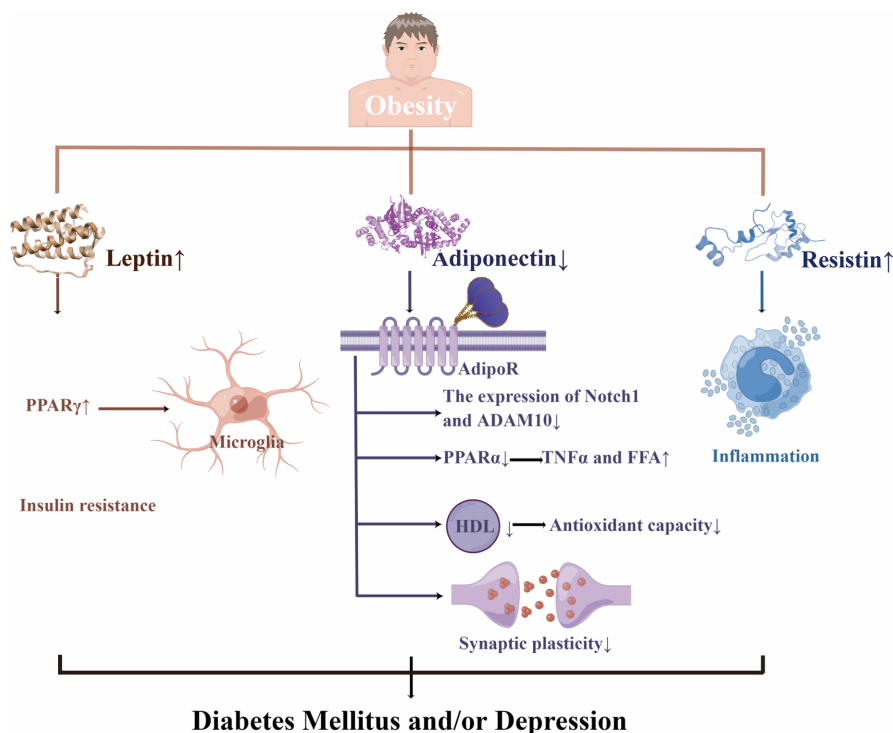 Obesity
Leptin↑
Adiponectin↓
Resistin↑
AdipoR
The expression of Notch1
and ADAM10↓
PPARγ↑
Microglia
PPARα↓
TNFα and FFA↑
Inflammation
Insulin resistance
HDL
↓
Antioxidant capacity↓
Synaptic plasticity↓
Diabetes Mellitus and/or Depression